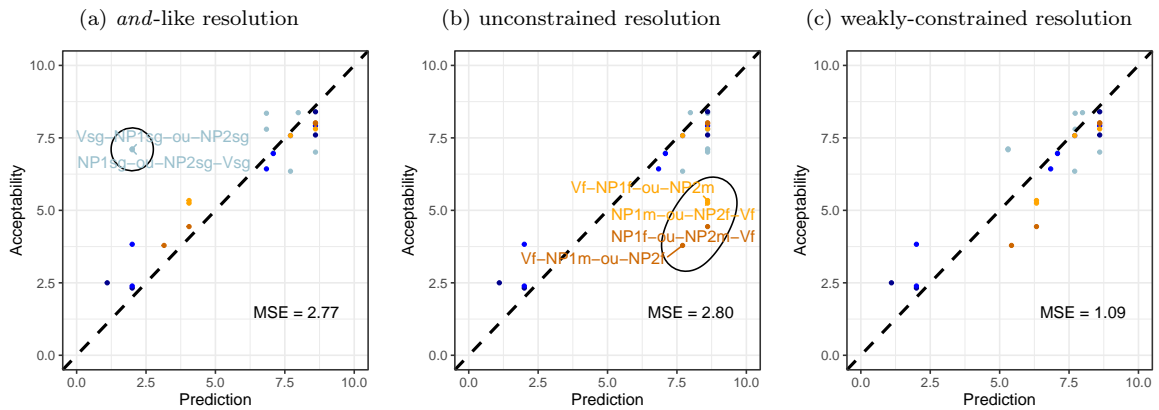 (a) and-like resolution
(b) unconstrained resolution
(c) weakly-constrained resolution
Acceptability
10.0
7.5
5.0
2.5
0.0
Vsg−NP1sg−ou−NP2sg
NP1sg−ou−NP2sg−Vsg
MSE = 2.77
0.0 2.5 5.0 7.5 10.0
Prediction
Acceptability
10.0
7.5
5.0
2.5
0.0
Vf−NP1f−ou−NP2m
NP1m−ou−NP2f−Vf
NP1f−ou−NP2m−Vf
Vf−NP1m−ou−NP2f
MSE = 2.80
0.0 2.5 5.0 7.5 10.0
Prediction
Acceptability
10.0
7.5
5.0
2.5
0.0
MSE = 1.09
0.0 2.5 5.0 7.5 10.0
Prediction